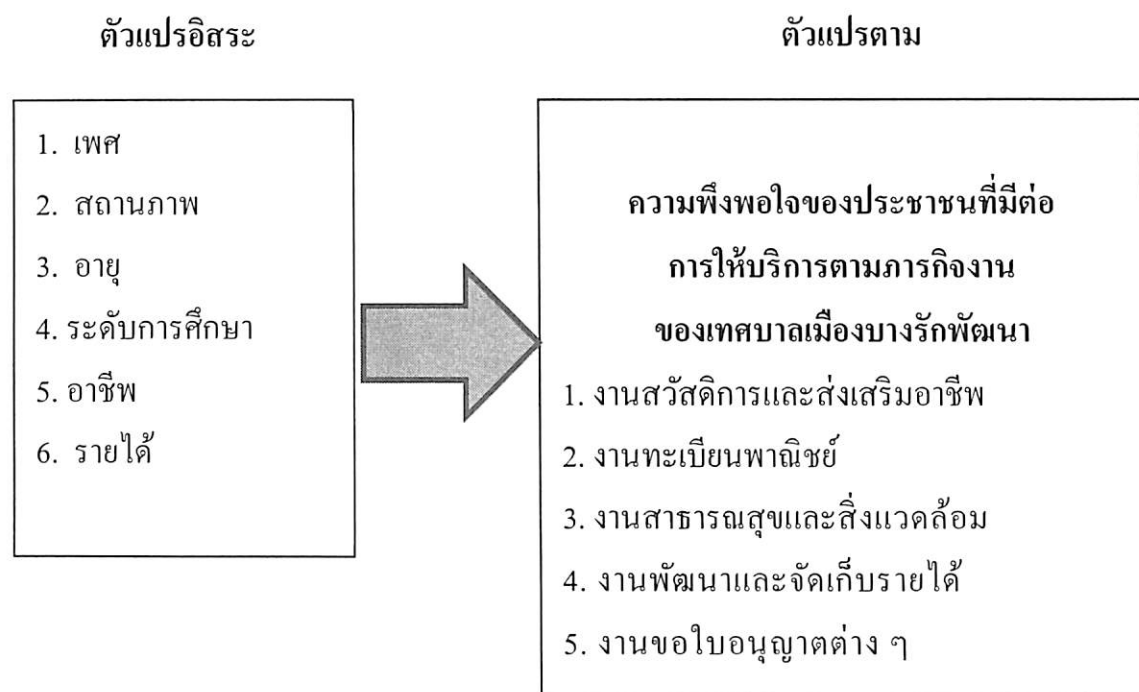 ตัวแปรอิสระ
1. เพศ
2. สถานภาพ
3. อายุ
4. ระดับการศึกษา
5. อาชีพ
6. รายได้
ตัวแปรตาม
ความพึงพอใจของประชาชนที่มีต่อ
การให้บริการตามภารกิจงาน
ของเทศบาลเมืองบางรักพัฒนา
1. งานสวัสดิการและส่งเสริมอาชีพ
2. งานทะเบียนพาณิชย์
3. งานสาธารณสุขและสิ่งแวดล้อม
4. งานพัฒนาและจัดเก็บรายได้
5. งานขอใบอนุญาตต่าง ๆ